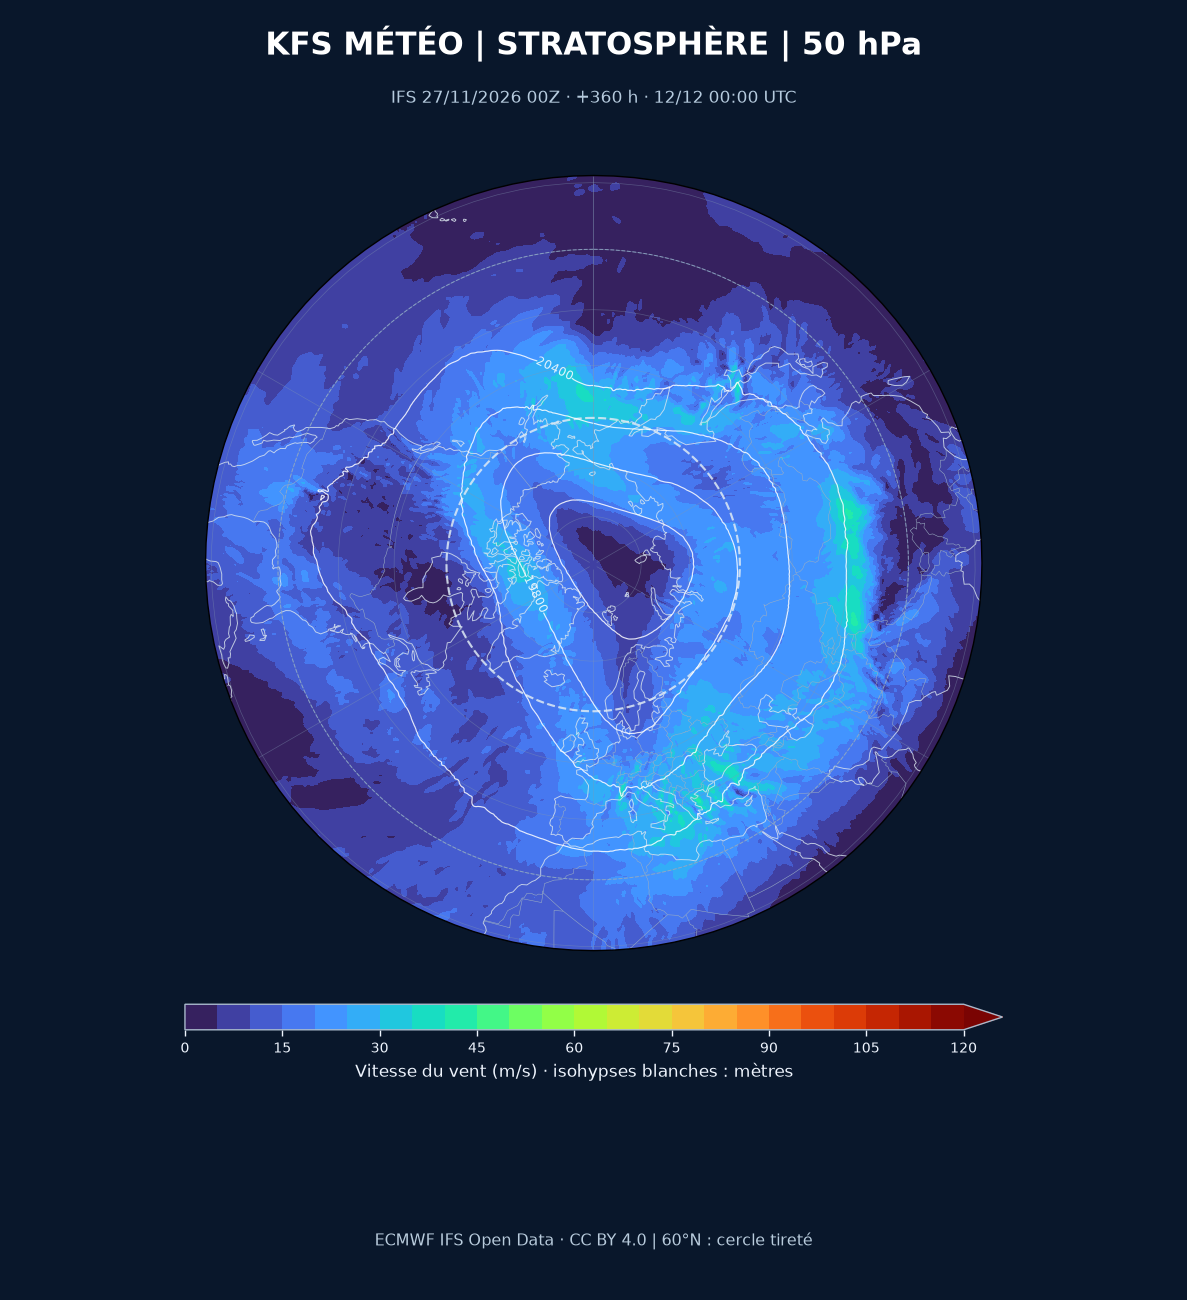 KFS MÉTÉO | STRATOSPHÈRE | 50 hPa
IFS 27/11/2026 00Z · +360 h · 12/12 00:00 UTC
20400
19800
0 15 30 45 60 75 90 105 120
Vitesse du vent (m/s) · isohypses blanches : mètres
ECMWF IFS Open Data · CC BY 4.0 | 60°N : cercle tireté